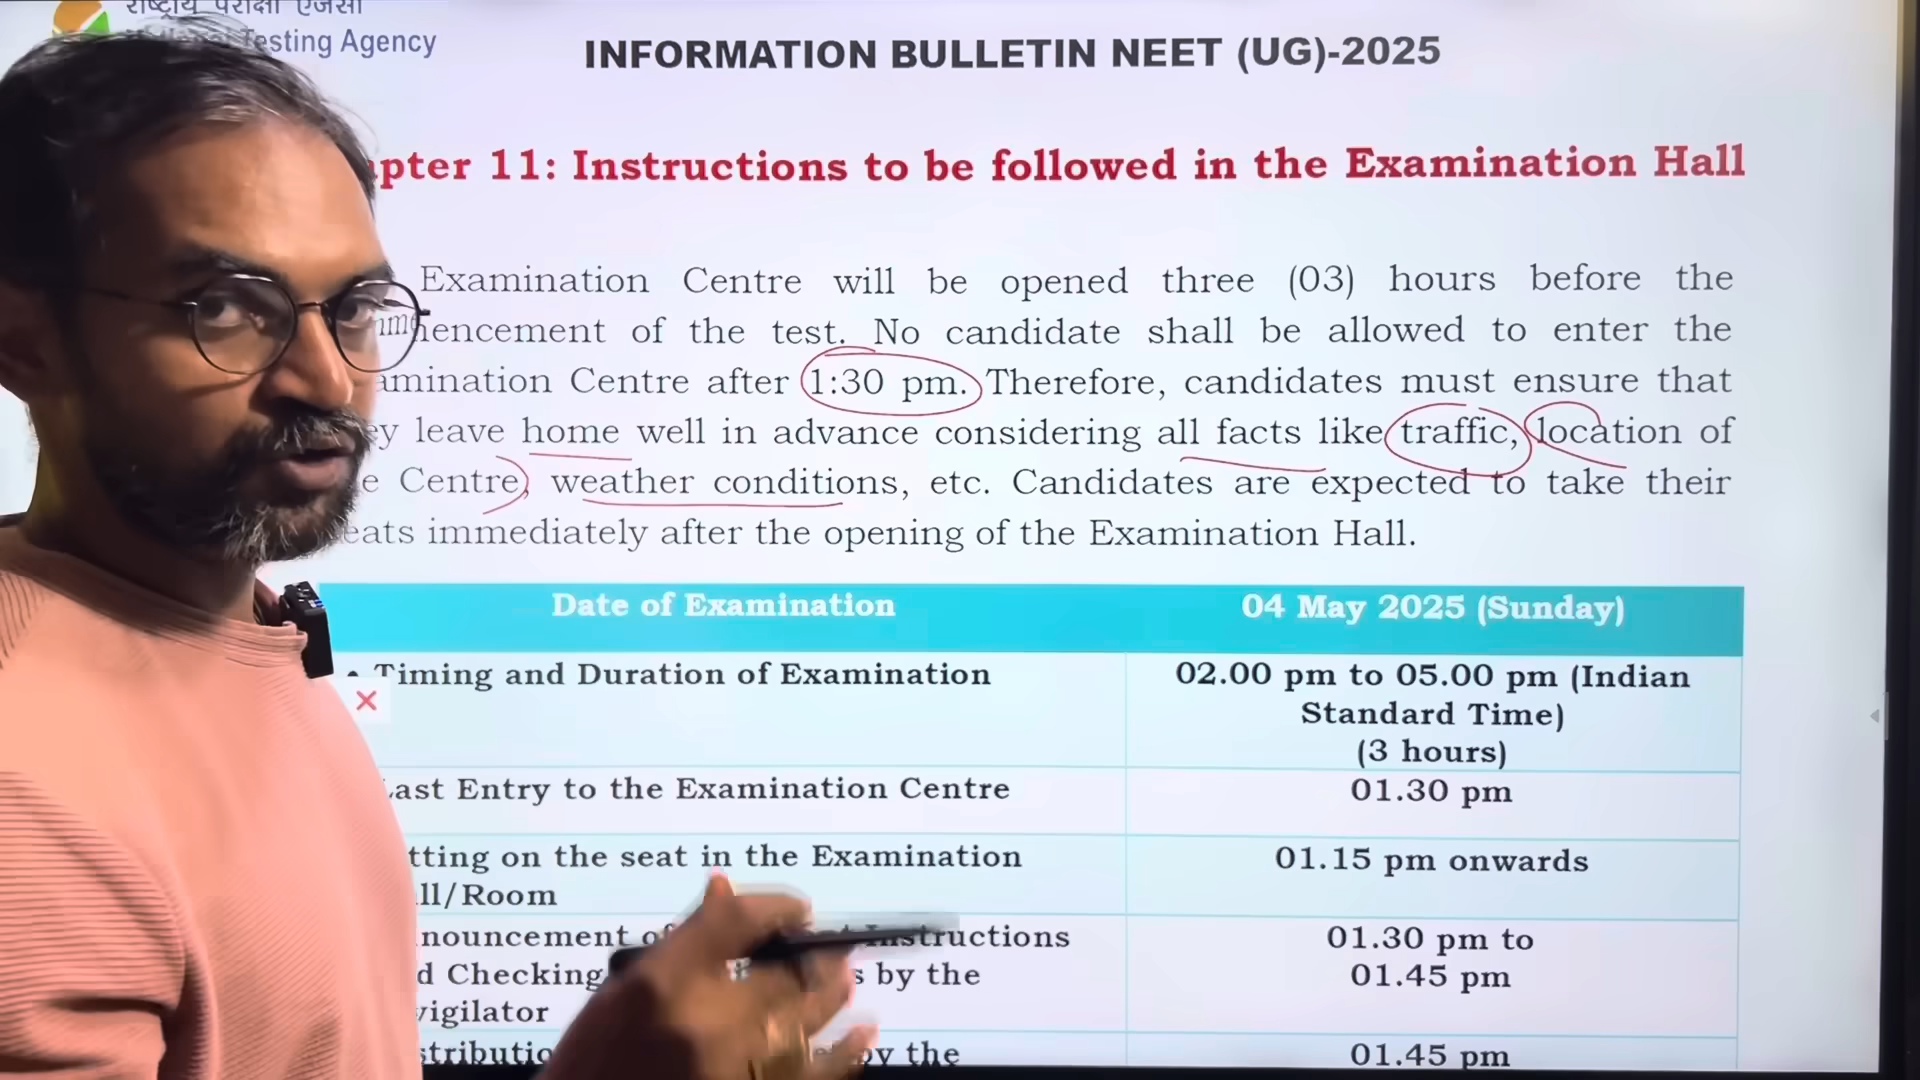 राष्ट्रीय परीक्षा एजेंसी
Testing Agency
INFORMATION BULLETIN NEET (UG)-2025
pter 11: Instructions to be followed in the Examination Hall
Examination Centre will be opened three (03) hours before the
mencement of the test. No candidate shall be allowed to enter the
amination Centre after 1:30 pm. Therefore, candidates must ensure that
ey leave home well in advance considering all facts like traffic, location of
e Centre, weather conditions, etc. Candidates are expected to take their
eats immediately after the opening of the Examination Hall.
Date of Examination 04 May 2025 (Sunday)
• Timing and Duration of Examination 02.00 pm to 05.00 pm (Indian
Standard Time)
(3 hours)
Last Entry to the Examination Centre 01.30 pm
tting on the seat in the Examination 01.15 pm onwards
ll/Room
nouncement of Instructions 01.30 pm to
d Checking s by the 01.45 pm
vigilator
stributio by the 01.45 pm